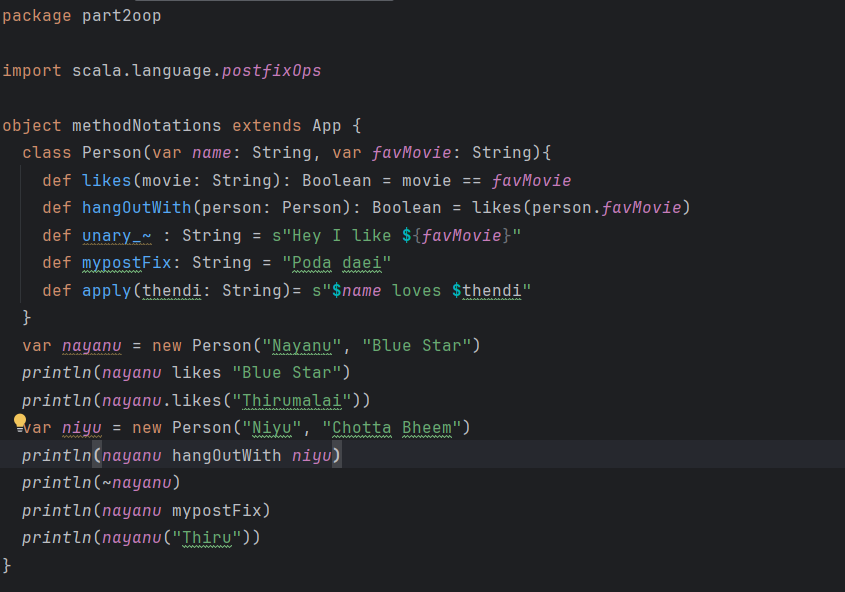 package part2oop
import scala.language.postfixOps
object methodNotations extends App {
class Person(var name: String, var favMovie: String){
def likes(movie: String): Boolean = movie == favMovie
def hangOutWith(person: Person): Boolean = likes(person.favMovie)
def unary_~ : String = s"Hey I like ${favMovie}"
def mypostFix: String = "Poda daei"
def apply(thendi: String)= s"$name loves $thendi"
}
var nayanu = new Person("Nayanu", "Blue Star")
println(nayanu likes "Blue Star")
println(nayanu.likes("Thirumalai"))
var niyu = new Person("Niyu", "Chotta Bheem")
println(nayanu hangOutWith niyu)
println(~nayanu)
println(nayanu mypostFix)
println(nayanu("Thiru"))
}